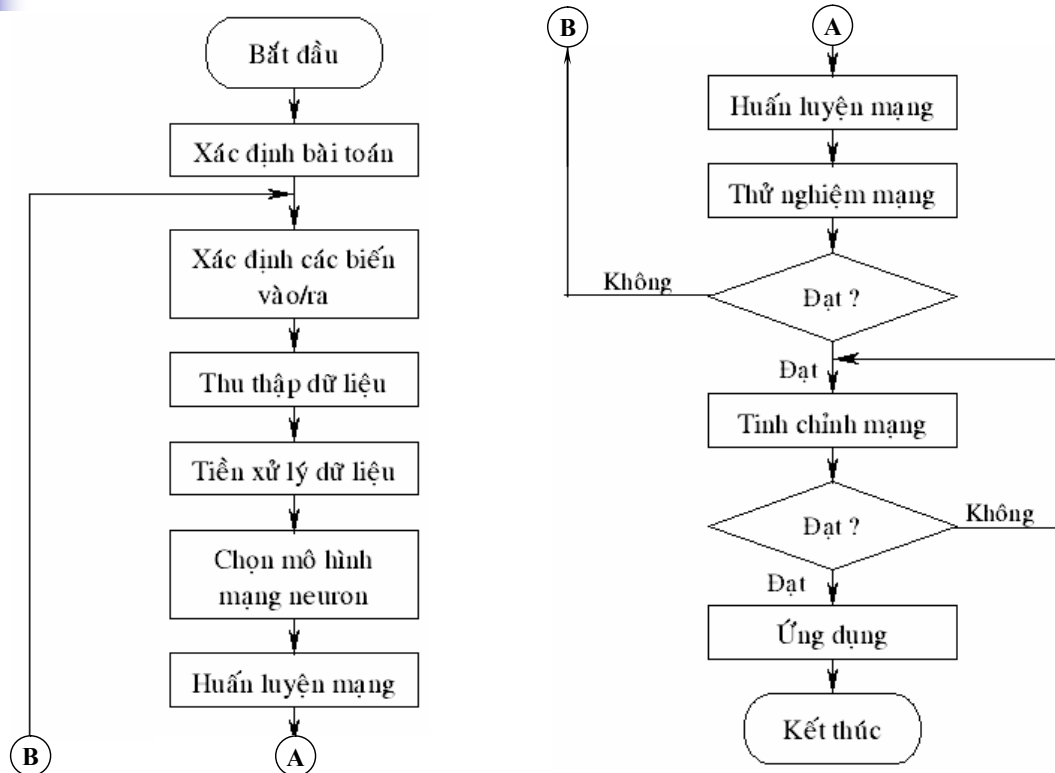 Bắt đầu
Xác định bài toán
Xác định các biến
vào/ra
Thu thập dữ liệu
Tiền xử lý dữ liệu
Chọn mô hình
mạng neuron
Huấn luyện mạng
B
A
B
A
Huấn luyện mạng
Thử nghiệm mạng
Không
Đạt ?
Đạt
Tinh chỉnh mạng
Đạt ?
Không
Đạt
Ứng dụng
Kết thúc